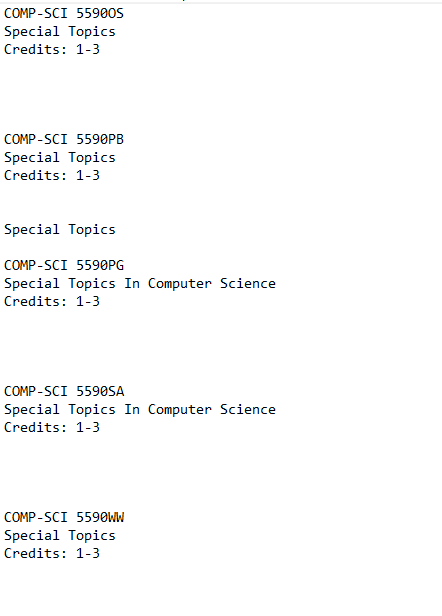 COMP-SCI 5590OS
Special Topics
Credits: 1-3
COMP-SCI 5590PB
Special Topics
Credits: 1-3
Special Topics
COMP-SCI 5590PG
Special Topics In Computer Science
Credits: 1-3
COMP-SCI 5590SA
Special Topics In Computer Science
Credits: 1-3
COMP-SCI 5590WW
Special Topics
Credits: 1-3